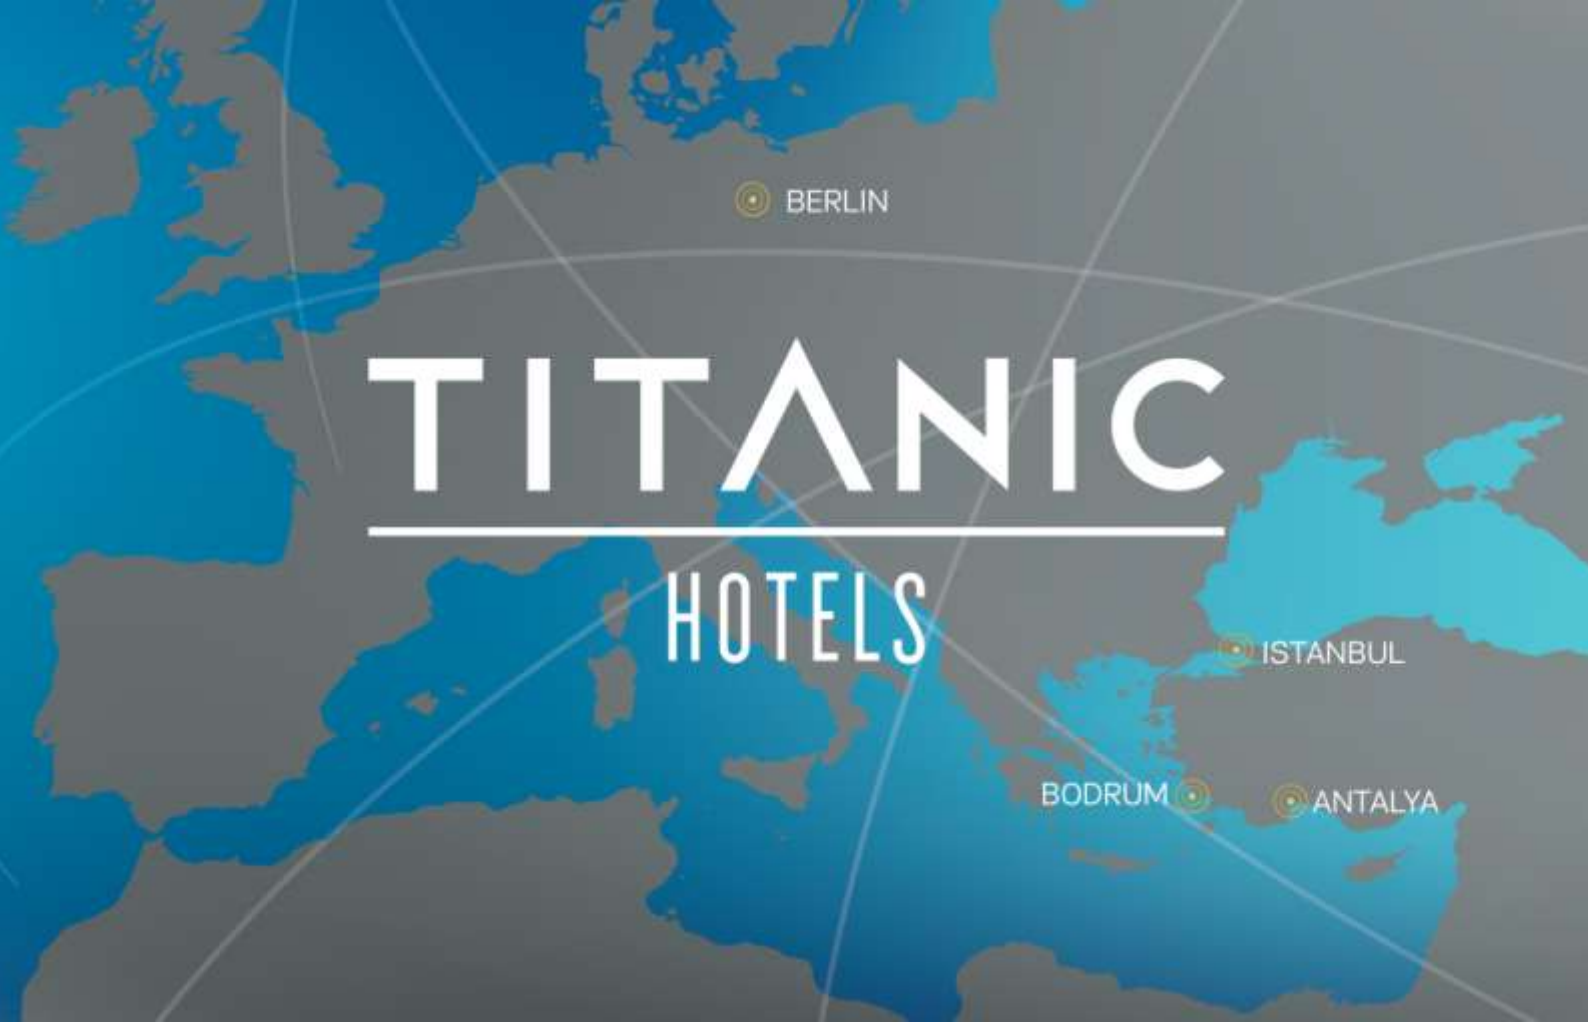 BERLIN
TITANIC
HOTELS
ISTANBUL
BODRUM
ANTALYA